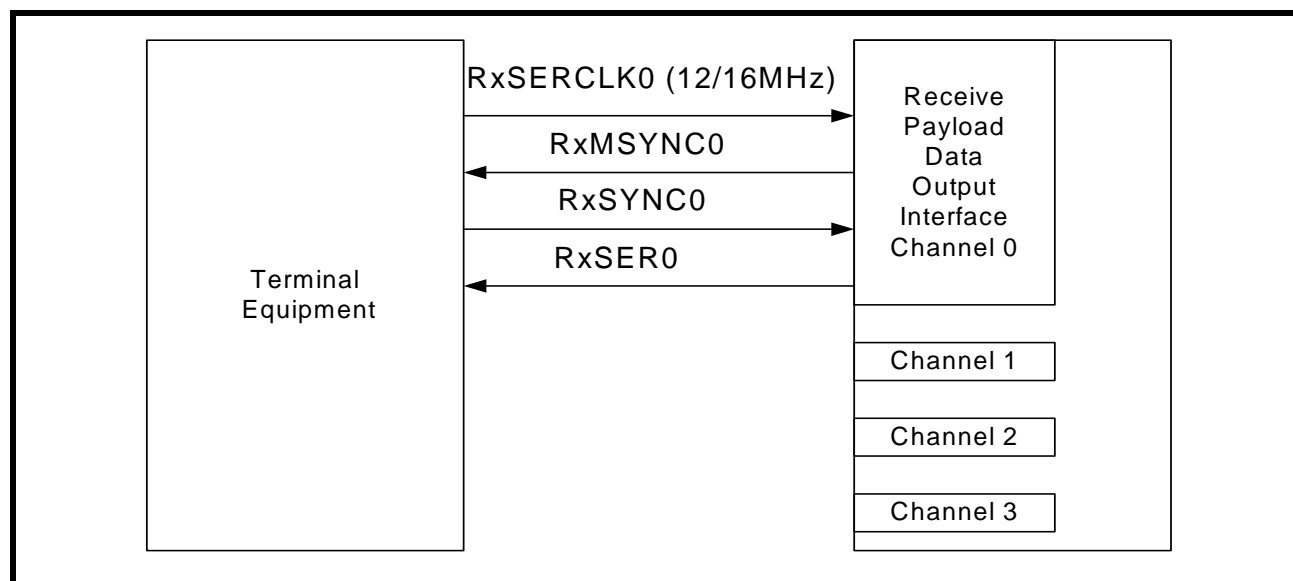 RxSERCLK0 (12/16MHz)
RxMSYNC0
RxSYNC0
RxSER0
Terminal
Equipment
Receive
Payload
Data
Output
Interface
Channel 0
Channel 1
Channel 2
Channel 3